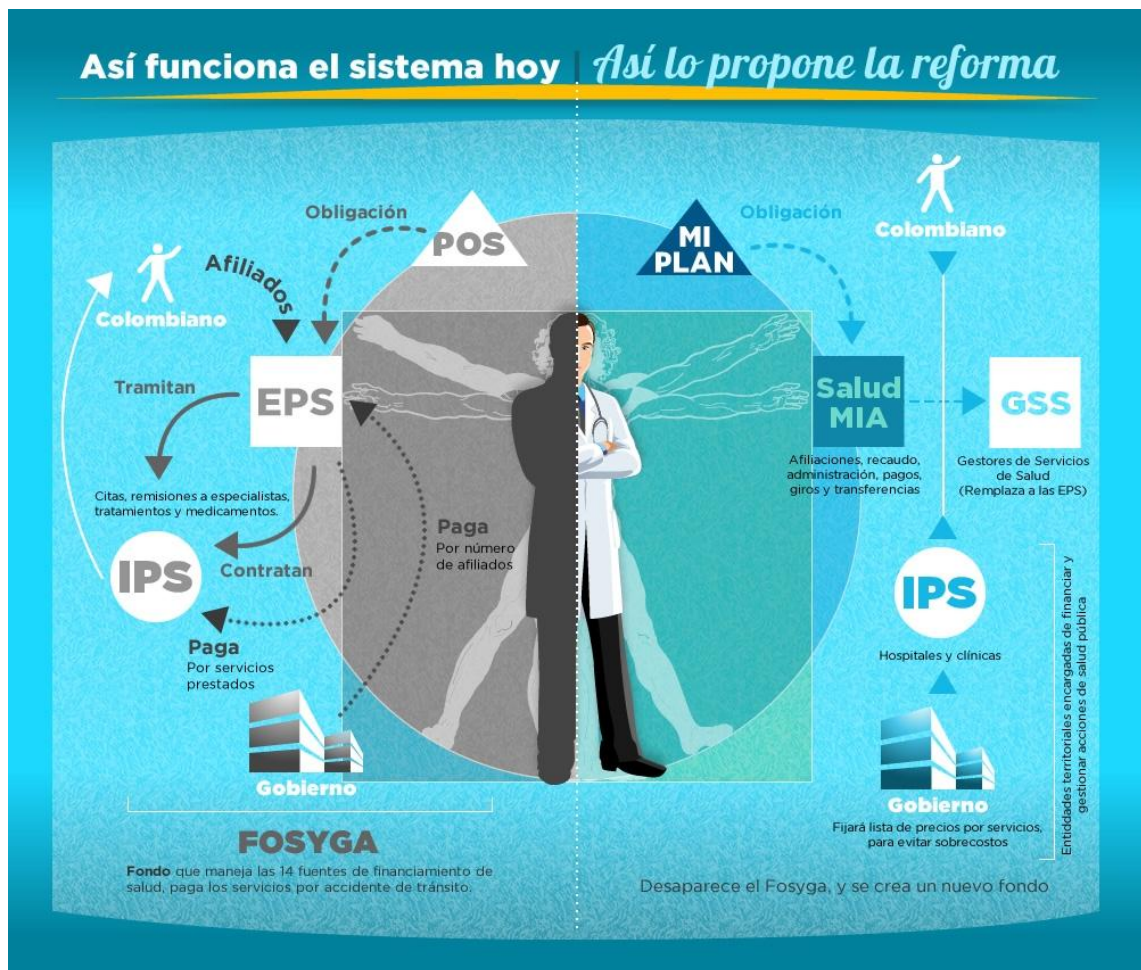 Así funciona el sistema hoy
Así lo propone la reforma
Obligación
POS
Afiliados
Colombiano
EPS
Tramitan
Citas, remisiones a especialistas,
tratamientos y medicamentos.
IPS
Contratan
Paga
Por número
de afiliados
Paga
Por servicios
prestados
Gobierno
FOSYGA
Fondo que maneja las 14 fuentes de financiamiento de
salud, paga los servicios por accidente de tránsito.
MI
PLAN
Obligación
Colombiano
Salud
MIA
Afiliaciones, recaudo,
administración, pagos,
giros y transferencias
GSS
Gestores de Servicios
de Salud
(Remplaza a las EPS)
IPS
Hospitales y clínicas
Gobierno
Fijará lista de precios por servicios,
para evitar sobrecostos
Entiddades territoriales encargadas de financiar y
gestionar acciones de salud pública
Desaparece el Fosyga, y se crea un nuevo fondo